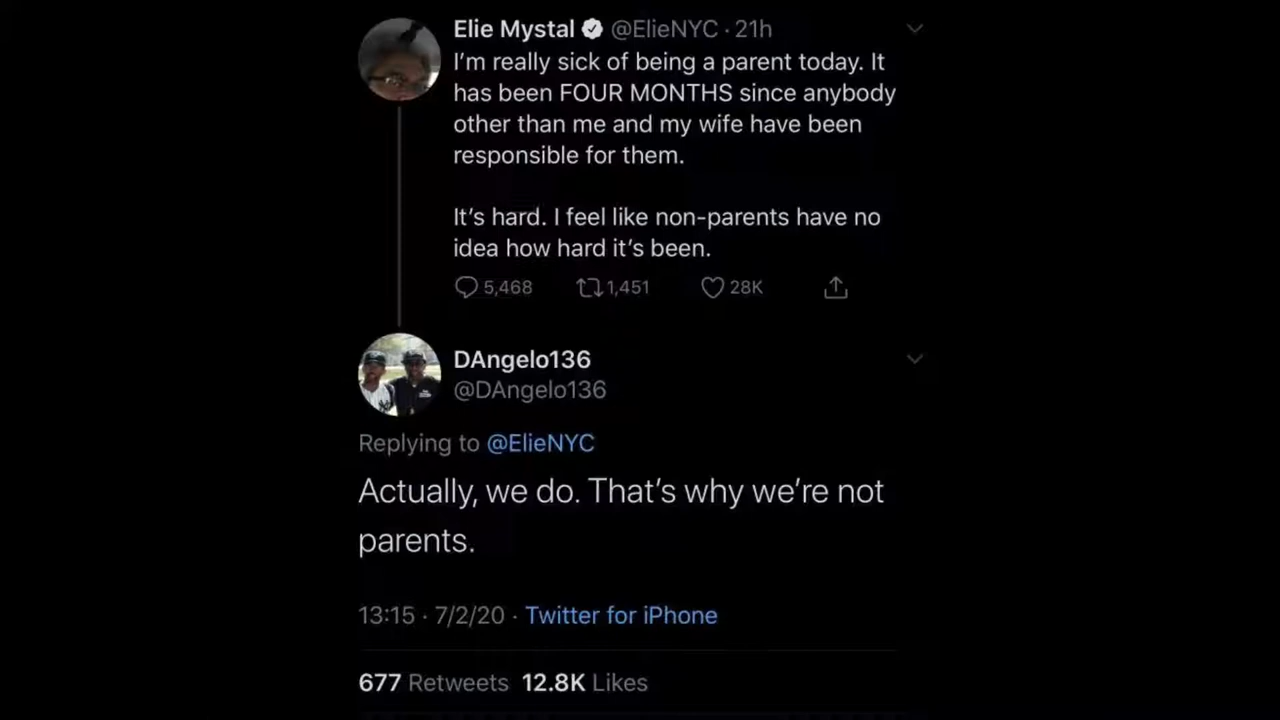 Elie Mystal @ElieNYC · 21h
I'm really sick of being a parent today. It
has been FOUR MONTHS since anybody
other than me and my wife have been
responsible for them.
It's hard. I feel like non-parents have no
idea how hard it's been.
5,468 1,451 28K
DAngelo136
@DAngelo136
Replying to @ElieNYC
Actually, we do. That's why we're not
parents.
13:15 · 7/2/20 · Twitter for iPhone
677 Retweets 12.8K Likes